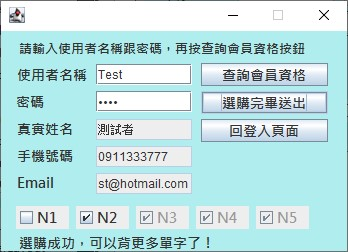 請輸入使用者名稱跟密碼，再按查詢會員資格按鈕
使用者名稱 Test 查詢會員資格
密碼 •••• 選購完畢送出
真實姓名 測試者 回登入頁面
手機號碼 0911333777
Email st@hotmail.com
N1 N2 N3 N4 N5
選購成功，可以背更多單字了！